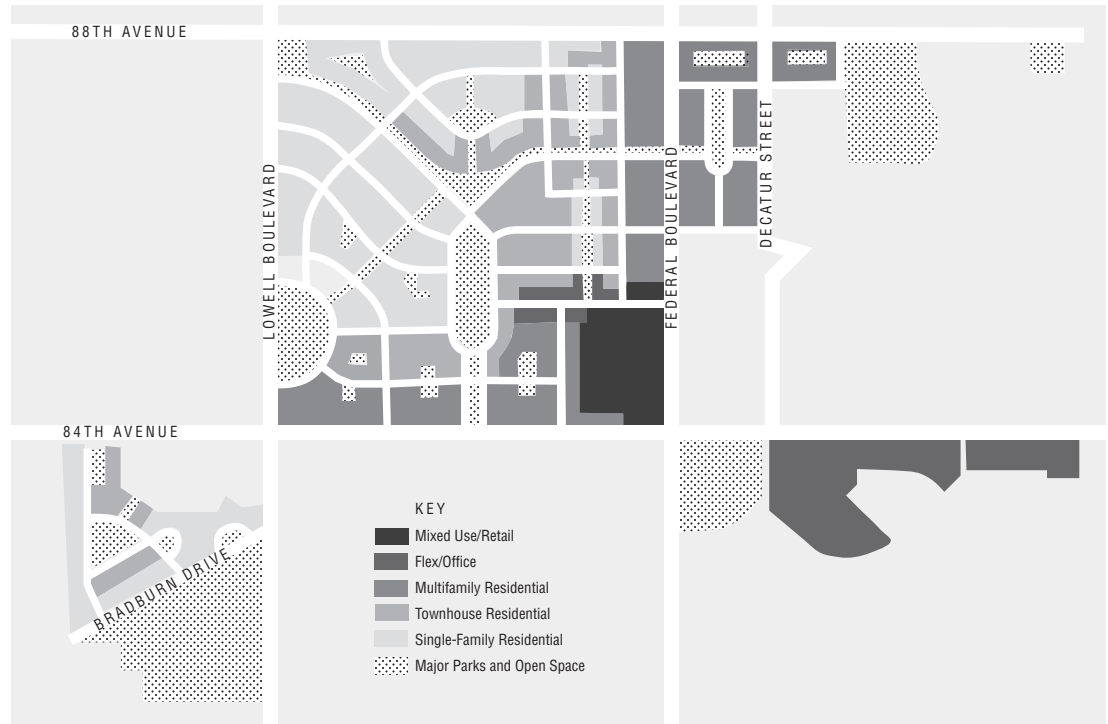 88TH AVENUE
LOWELL BOULEVARD
FEDERAL BOULEVARD
DECATUR STREET
84TH AVENUE
BRADBURN DRIVE
KEY
Mixed Use/Retail
Flex/Office
Multifamily Residential
Townhouse Residential
Single-Family Residential
Major Parks and Open Space